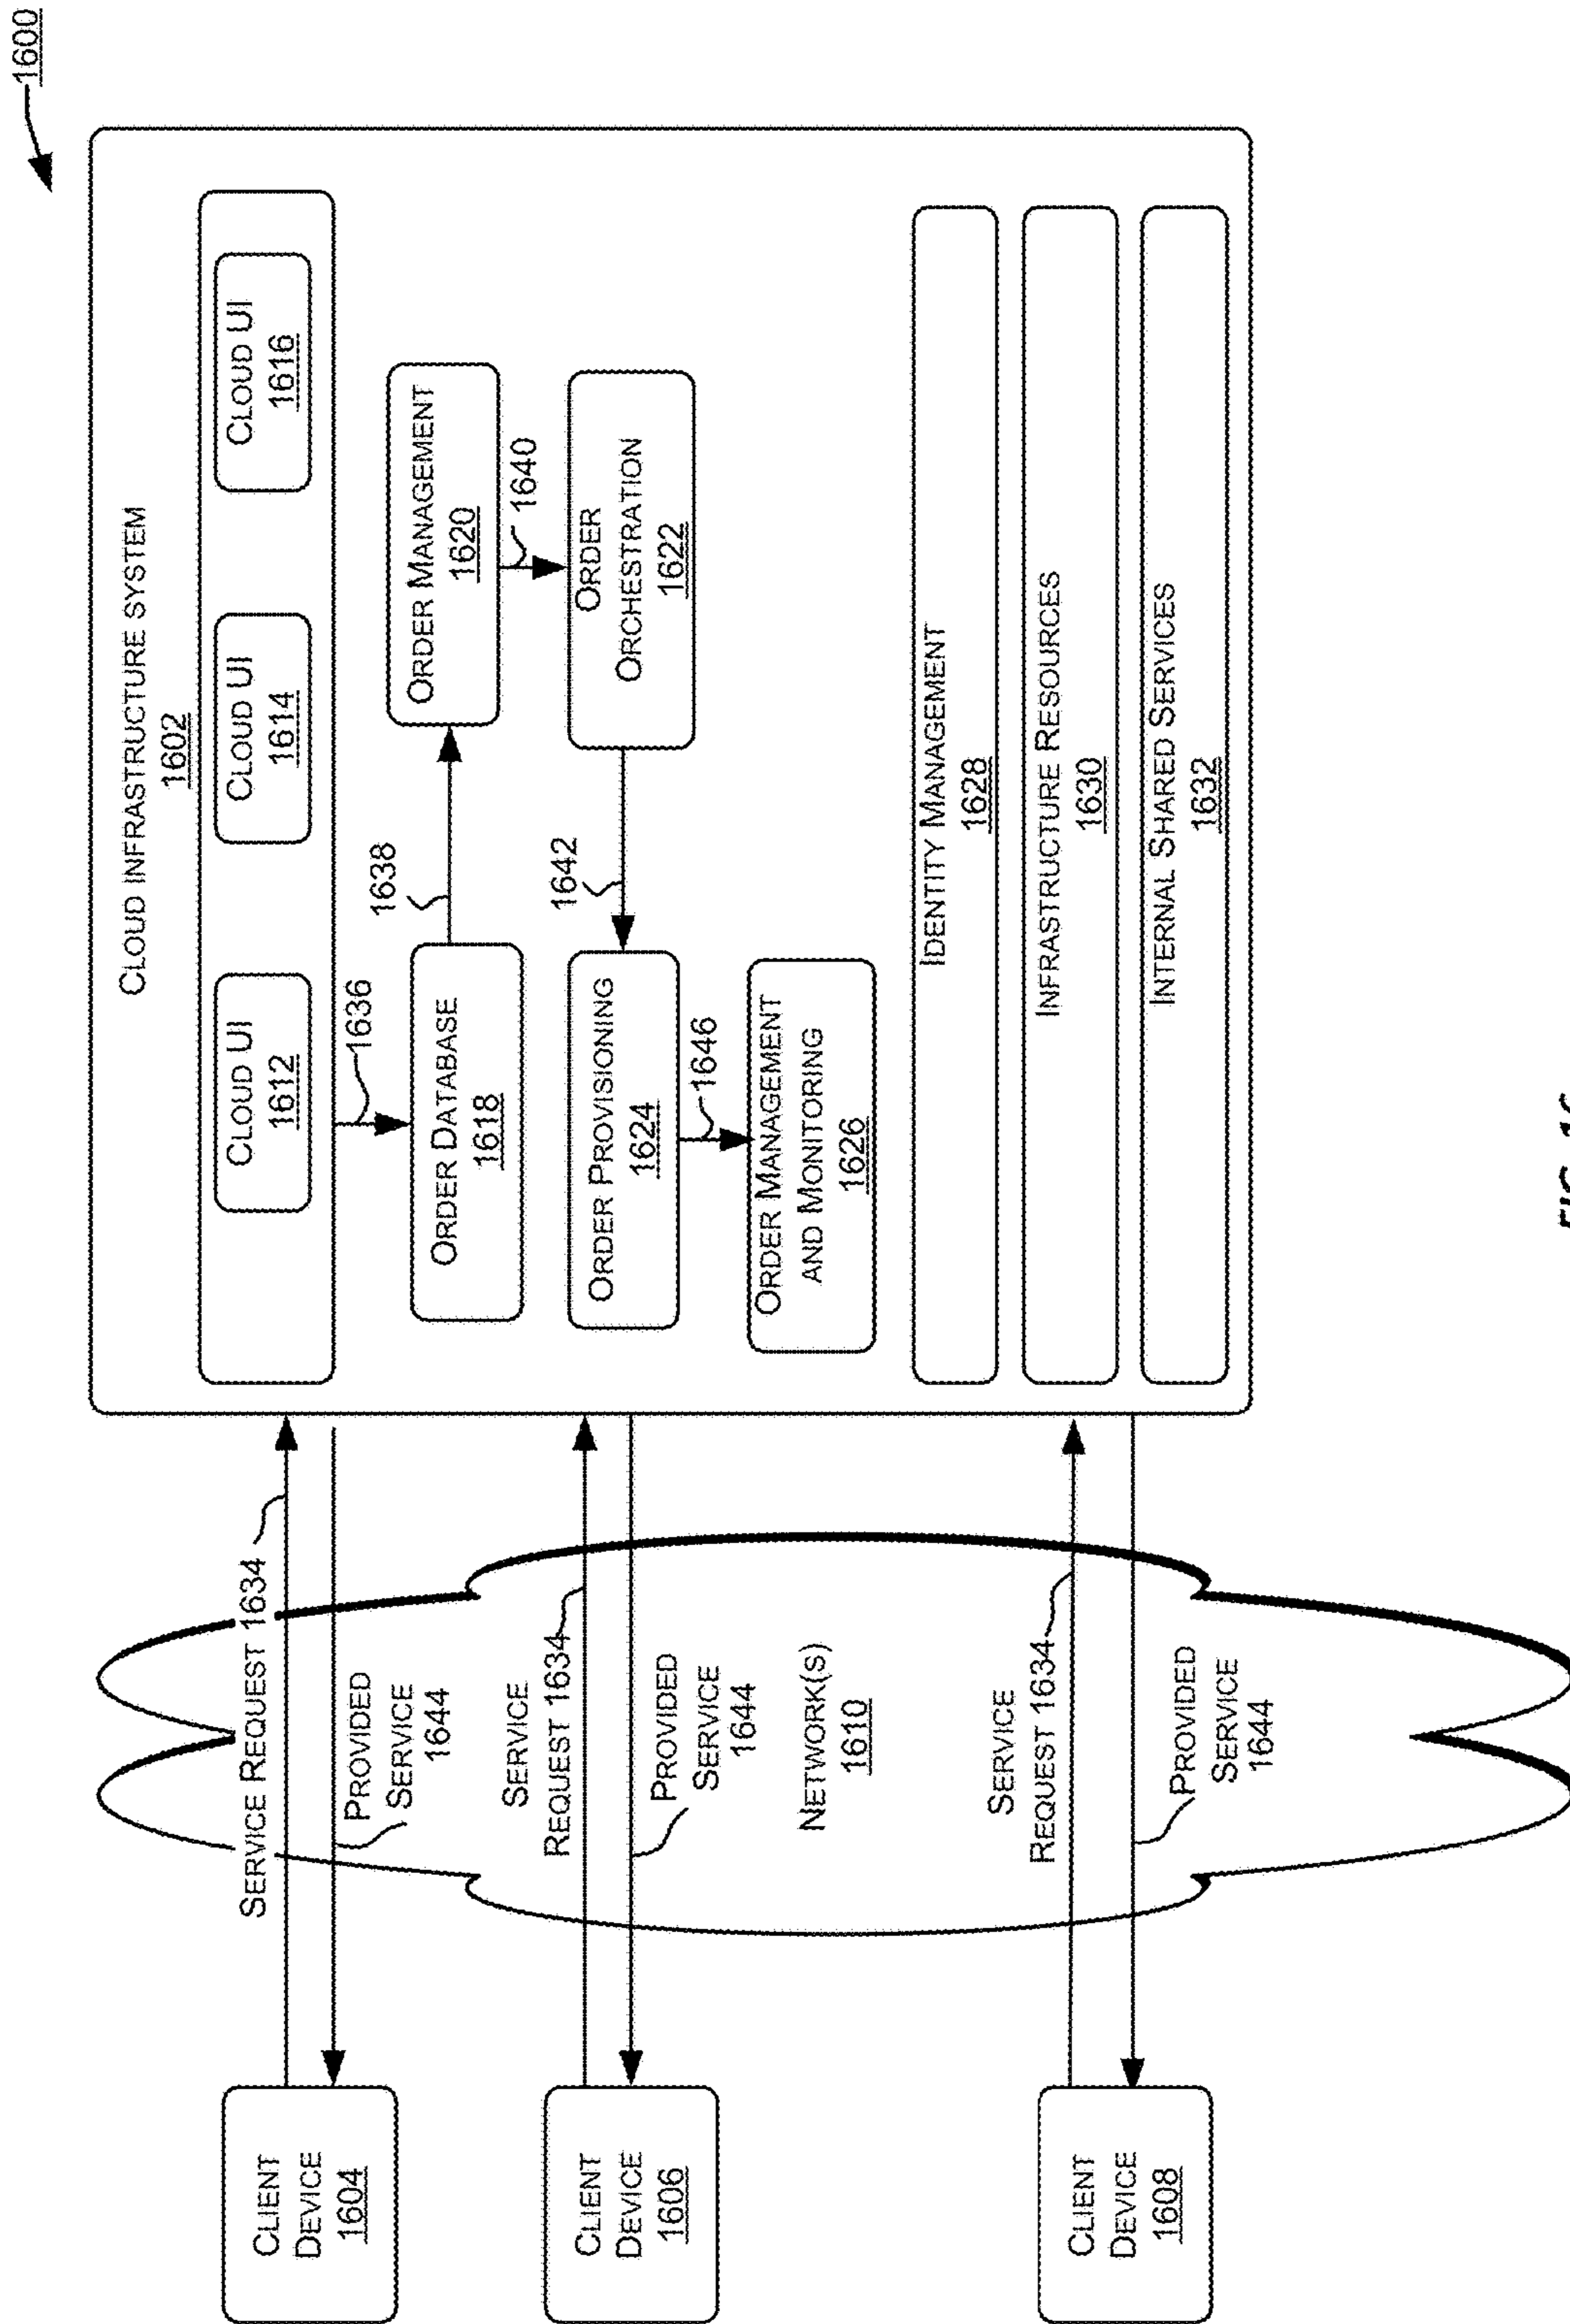 1600
CLOUD INFRASTRUCTURE SYSTEM
1602
CLOUD UI
1612
CLOUD UI
1614
CLOUD UI
1616
1636
ORDER DATABASE
1618
1638
ORDER MANAGEMENT
1620
1640
ORDER
ORCHESTRATION
1622
1642
ORDER PROVISIONING
1624
1646
ORDER MANAGEMENT
AND MONITORING
1626
IDENTITY MANAGEMENT
1628
INFRASTRUCTURE RESOURCES
1630
INTERNAL SHARED SERVICES
1632
SERVICE REQUEST 1634
PROVIDED
SERVICE
1644
SERVICE
REQUEST 1634
PROVIDED
SERVICE
1644
NETWORK(S)
1610
SERVICE
REQUEST 1634
PROVIDED
SERVICE
1644
CLIENT
DEVICE
1604
CLIENT
DEVICE
1606
CLIENT
DEVICE
1608
FIG. 16